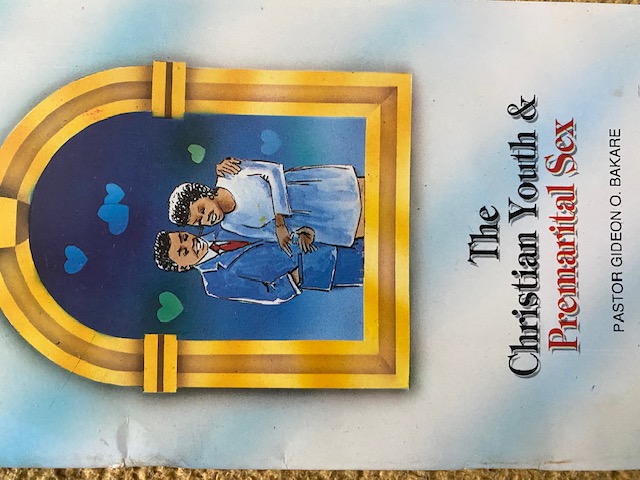 The
Christian Youth &
Premarital Sex
PASTOR GIDEON O. BAKARE